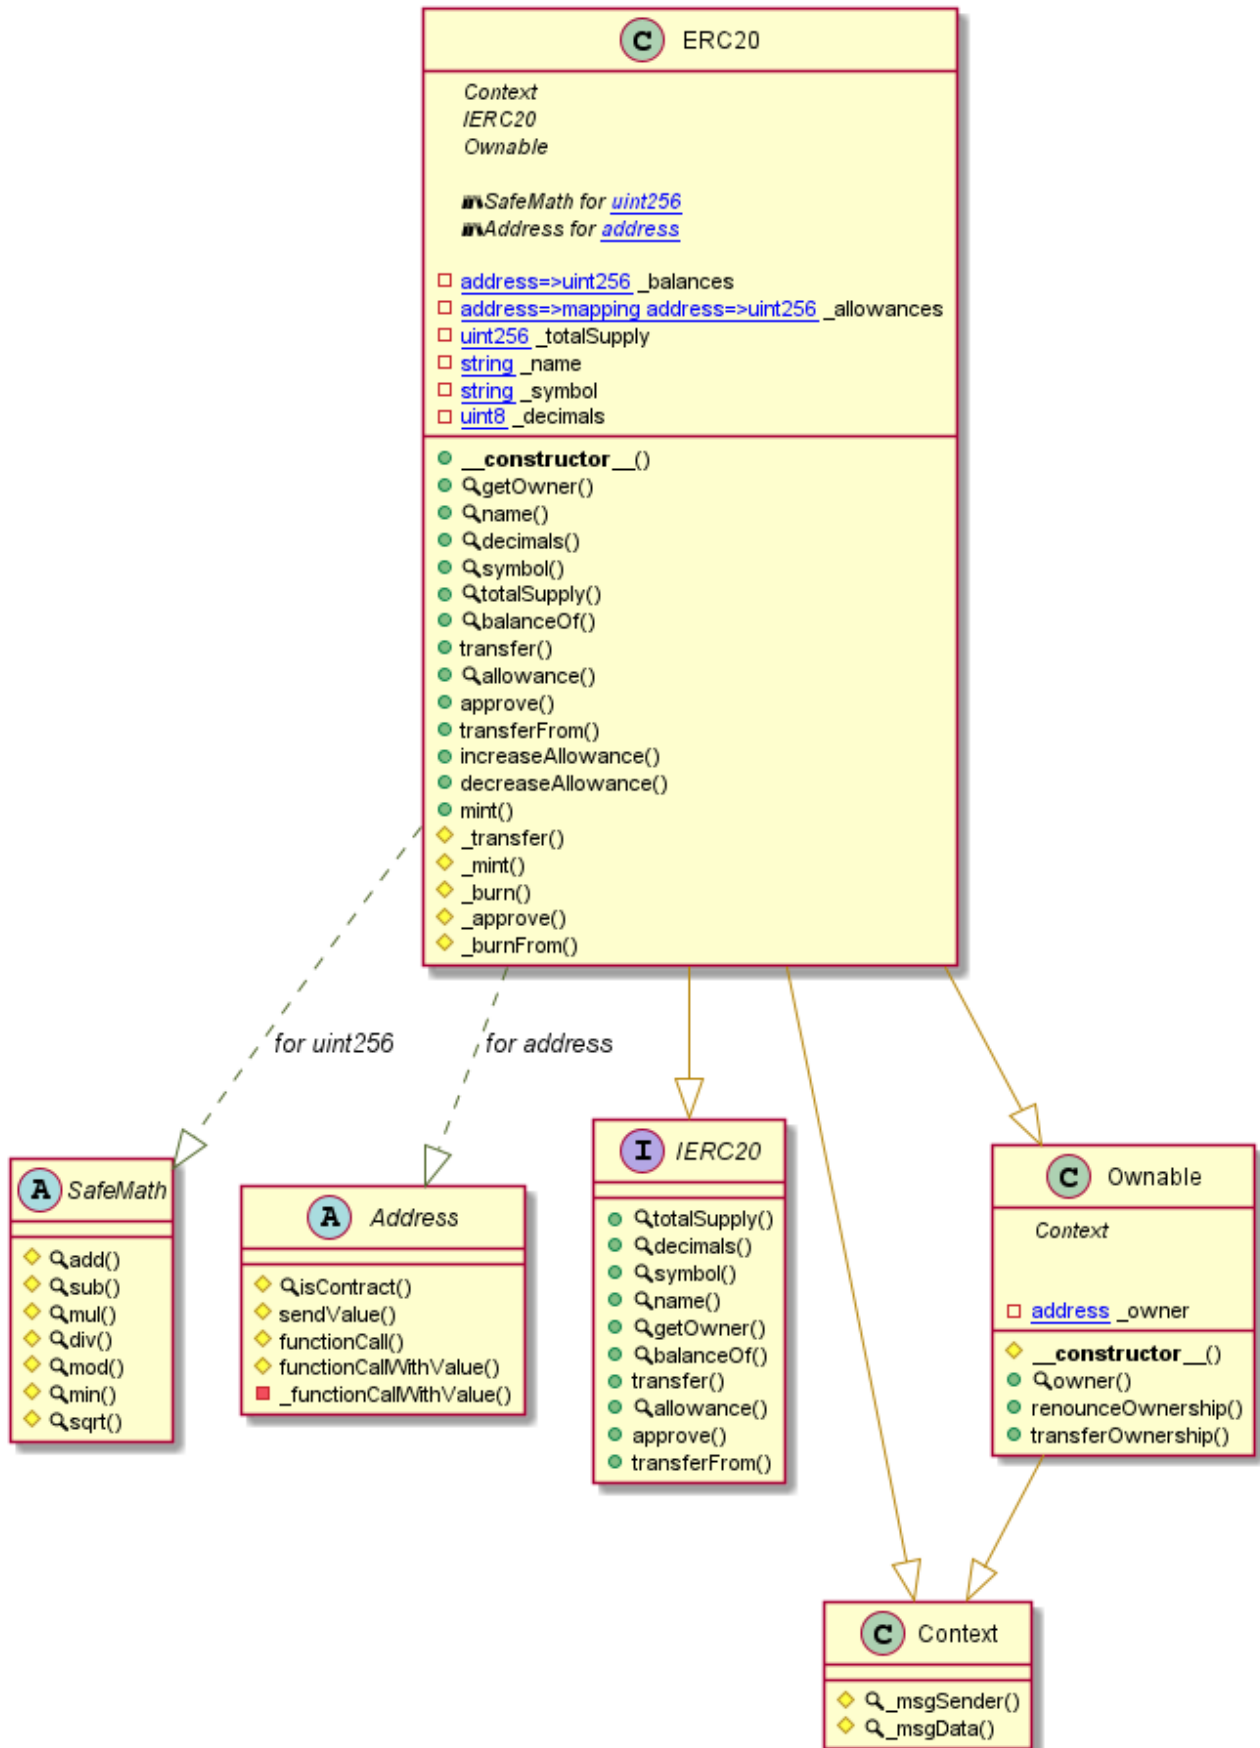 C ERC20
Context
IERC20
Ownable
SafeMath for uint256
Address for address
address=>uint256 _balances
address=>mapping address=>uint256 _allowances
uint256 _totalSupply
string _name
string _symbol
uint8 _decimals
__constructor__()
getOwner()
name()
decimals()
symbol()
totalSupply()
balanceOf()
transfer()
allowance()
approve()
transferFrom()
increaseAllowance()
decreaseAllowance()
mint()
_transfer()
_mint()
_burn()
_approve()
_burnFrom()
for uint256
for address
A SafeMath
add()
sub()
mul()
div()
mod()
min()
sqrt()
A Address
isContract()
sendValue()
functionCall()
functionCallWithValue()
_functionCallWithValue()
I IERC20
totalSupply()
decimals()
symbol()
name()
getOwner()
balanceOf()
transfer()
allowance()
approve()
transferFrom()
C Ownable
Context
address _owner
__constructor__()
owner()
renounceOwnership()
transferOwnership()
C Context
_msgSender()
_msgData()